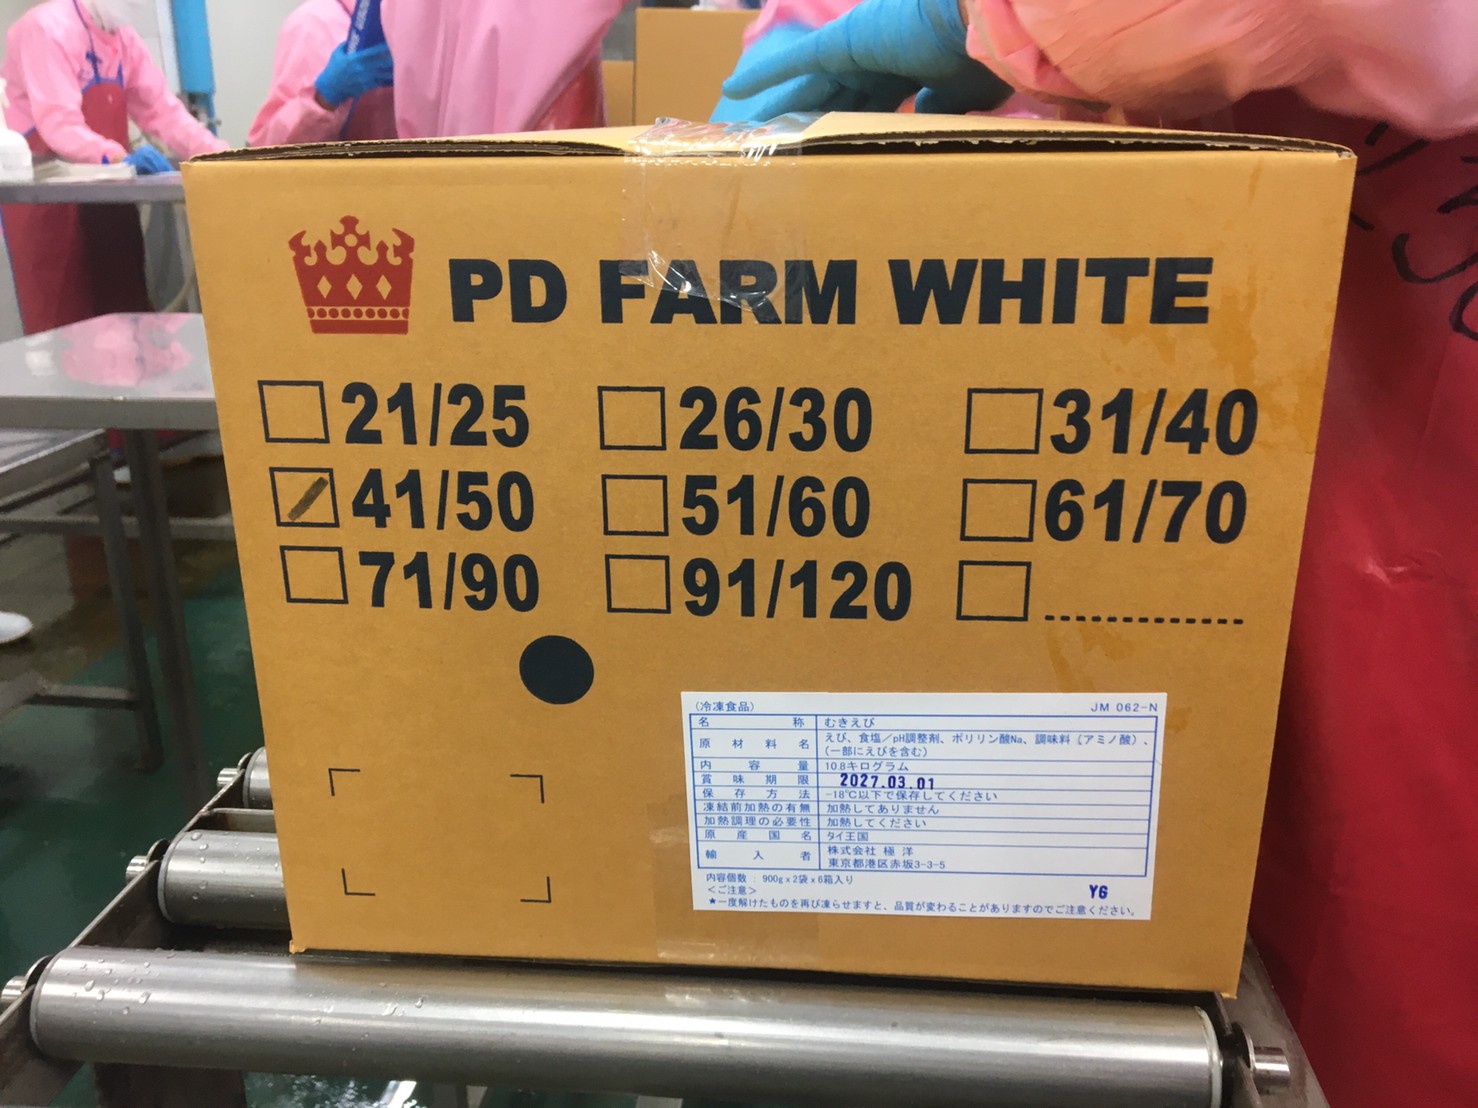 PD FARM WHITE
21/25 26/30 31/40
41/50 51/60 61/70
71/90 91/120
(冷凍食品) JM 062-N
名称 むきえび
原材料名 えび、食塩/pH調整剤、ポリリン酸Na、調味料(アミノ酸)、
(一部にえびを含む)
内容量 10.8キログラム
賞味期限 2027.03.01
保存方法 -18℃以下で保存してください
凍結前加熱の有無 加熱してありません
加熱調理の必要性 加熱してください
原産国名 タイ王国
輸入者 株式会社 極洋
東京都港区赤坂3-3-5
内容個数 : 900g x 2袋 x 6箱入り
<ご注意> Y6
★一度解けたものを再び凍らせますと、品質が変わることがありますのでご注意ください。